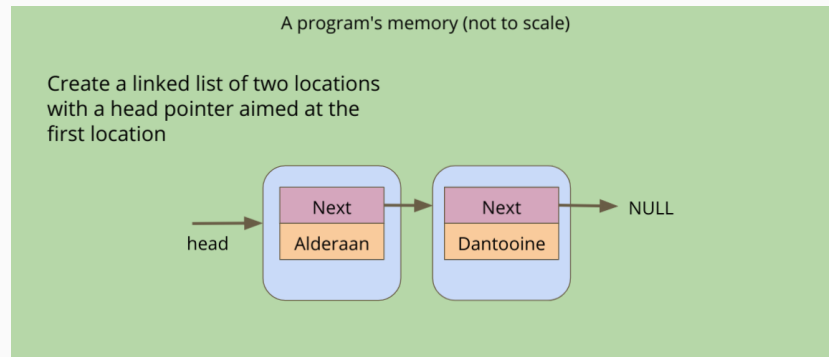 A program's memory (not to scale)
Create a linked list of two locations
with a head pointer aimed at the
first location
Next
Next
NULL
head
Alderaan
Dantooine